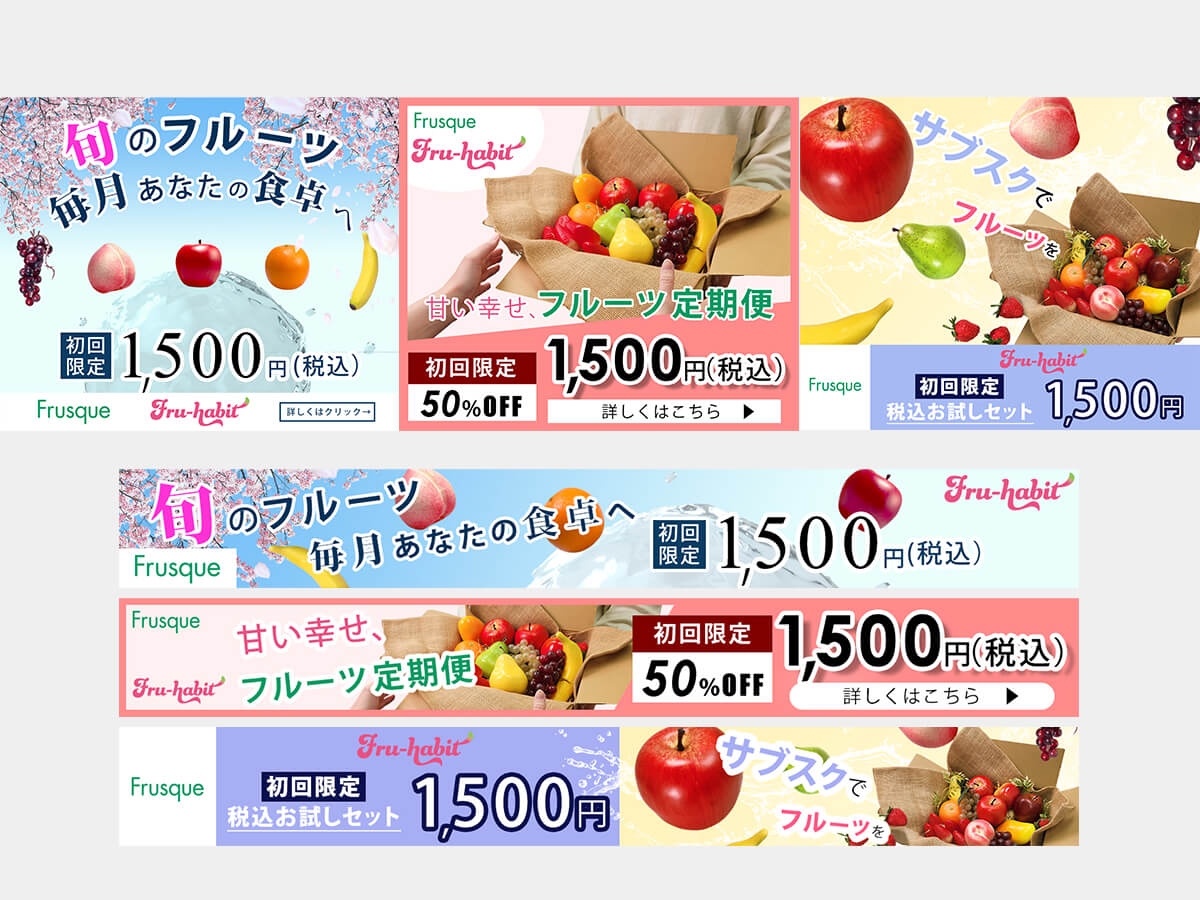 旬のフルーツ
毎月あなたの食卓へ
初回
限定
1,500円(税込)
Frusque
Fru-habit
詳しくはクリック→
Frusque
Fru-habit
甘い幸せ、フルーツ定期便
初回限定
50%OFF
1,500円(税込)
詳しくはこちら ▶
サブスクで
フルーツを
Frusque
Fru-habit
初回限定
税込お試しセット
1,500円
旬のフルーツ
毎月あなたの食卓へ
Frusque
初回
限定
1,500円(税込)
Fru-habit
Frusque
Fru-habit
甘い幸せ、
フルーツ定期便
初回限定
50%OFF
1,500円(税込)
詳しくはこちら ▶
Frusque
Fru-habit
初回限定
税込お試しセット
1,500円
サブスクで
フルーツを